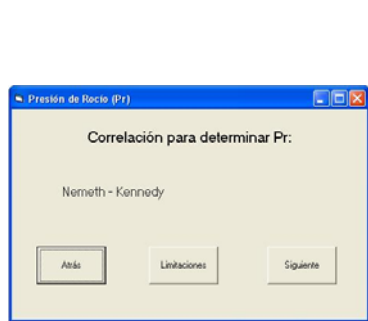 Presión de Rocío (Pr)
Correlación para determinar Pr:
Nemeth - Kennedy
Atrás
Limitaciones
Siguiente